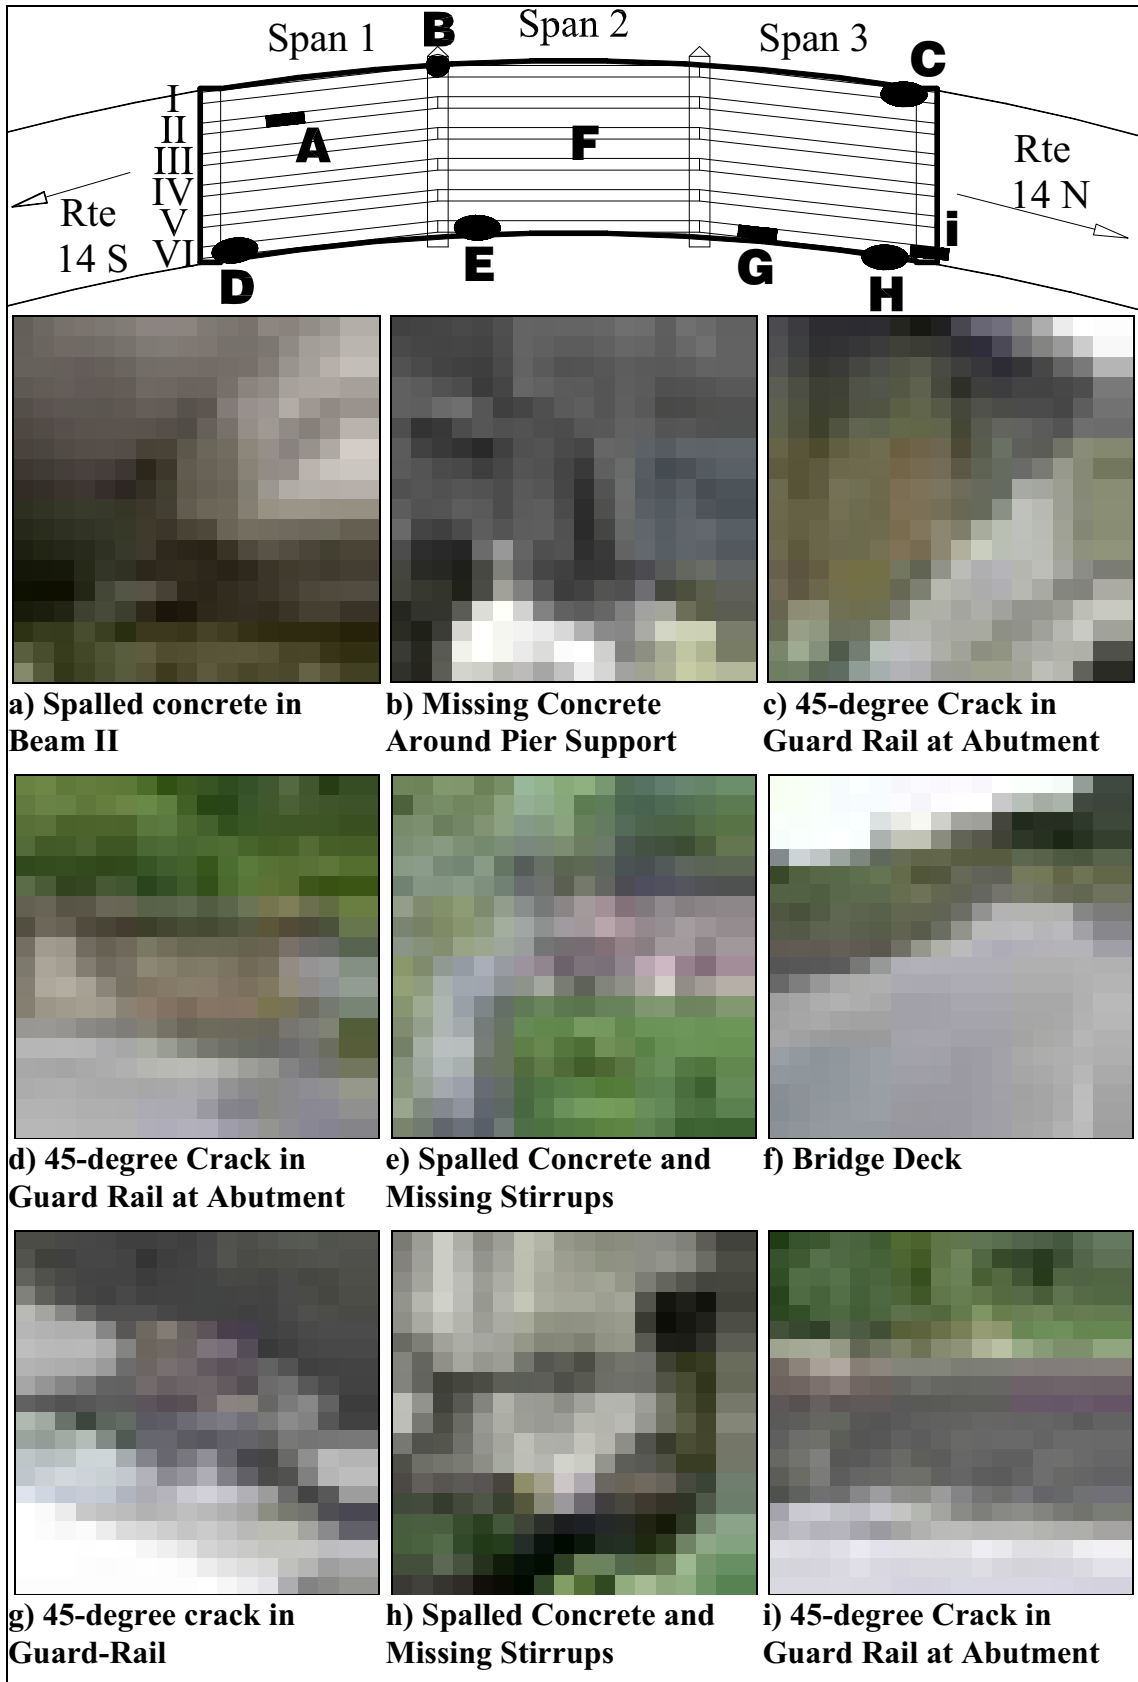 Span 1
B
Span 2
Span 3
C
I
II
III
IV
V
VI
A
F
Rte
14 N
Rte
14 S
D
E
G
H
i
a) Spalled concrete in
Beam II
b) Missing Concrete
Around Pier Support
c) 45-degree Crack in
Guard Rail at Abutment
d) 45-degree Crack in
Guard Rail at Abutment
e) Spalled Concrete and
Missing Stirrups
f) Bridge Deck
g) 45-degree crack in
Guard-Rail
h) Spalled Concrete and
Missing Stirrups
i) 45-degree Crack in
Guard Rail at Abutment